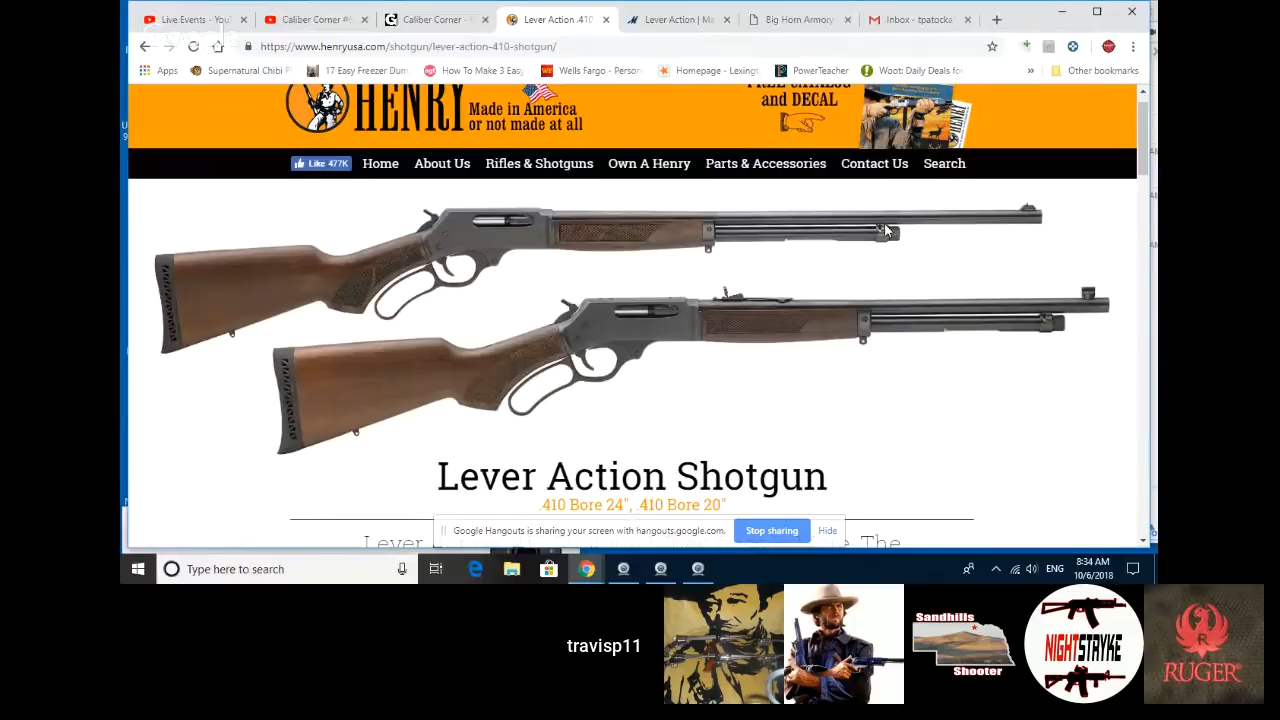 Live Events - You
Caliber Corner #
Caliber Corner -
Lever Action .410
Lever Action | Ma
Big Horn Armory
Inbox - tpatocka
https://www.henryusa.com/shotgun/lever-action-410-shotgun/
Apps
Supernatural Chibi P
17 Easy Freezer Dum
How To Make 3 Easy
Wells Fargo - Person
Homepage - Lexingt
PowerTeacher
Woot: Daily Deals for
» Other bookmarks
HENRY
Made in America
or not made at all
FREE CATALOG
and DECAL
Like 477K
Home About Us Rifles & Shotguns Own A Henry Parts & Accessories Contact Us Search
Lever Action Shotgun
.410 Bore 24", .410 Bore 20"
Google Hangouts is sharing your screen with hangouts.google.com.
Stop sharing
Hide
Type here to search
ENG
8:34 AM
10/6/2018
travisp11
Sandhills
Shooter
NIGHTSTRYKE
RUGER